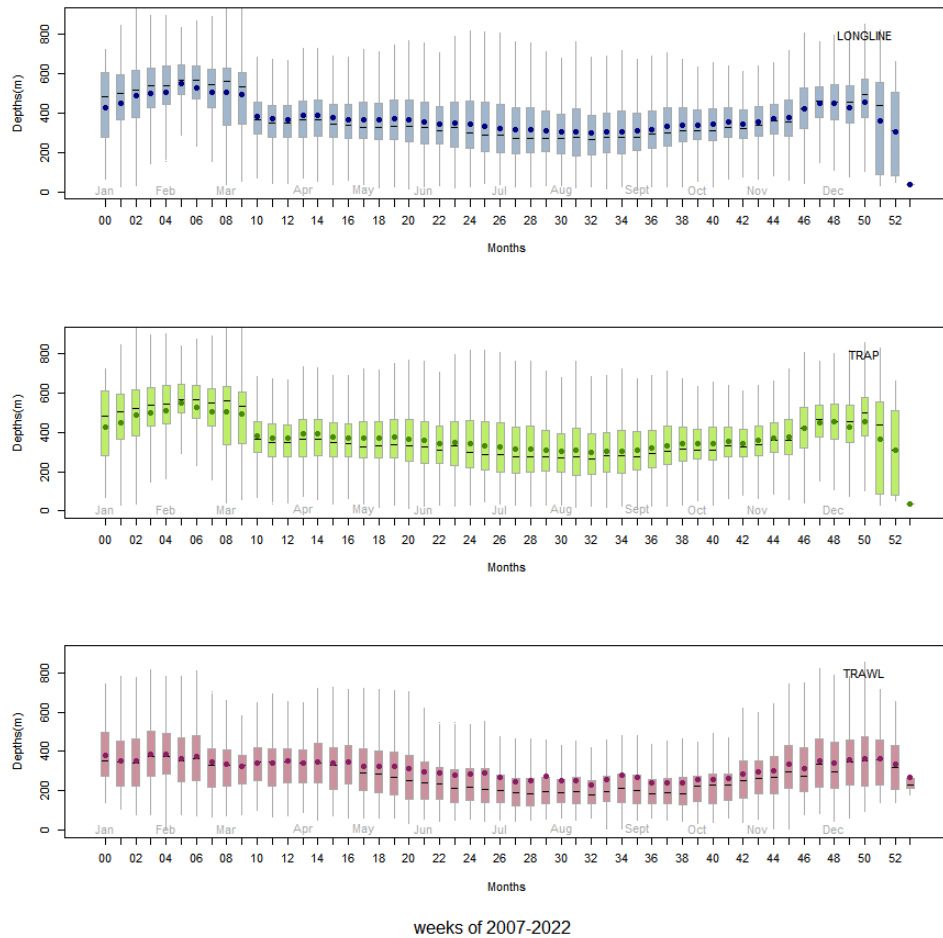 LONGLINE
Depths(m)
800
600
400
200
0
Jan Feb Mar Apr May Jun Jul Aug Sept Oct Nov Dec
00 02 04 06 08 10 12 14 16 18 20 22 24 26 28 30 32 34 36 38 40 42 44 46 48 50 52
Months
TRAP
Depths(m)
800
600
400
200
0
Jan Feb Mar Apr May Jun Jul Aug Sept Oct Nov Dec
00 02 04 06 08 10 12 14 16 18 20 22 24 26 28 30 32 34 36 38 40 42 44 46 48 50 52
Months
TRAWL
Depths(m)
800
600
400
200
0
Jan Feb Mar Apr May Jun Jul Aug Sept Oct Nov Dec
00 02 04 06 08 10 12 14 16 18 20 22 24 26 28 30 32 34 36 38 40 42 44 46 48 50 52
Months
weeks of 2007-2022